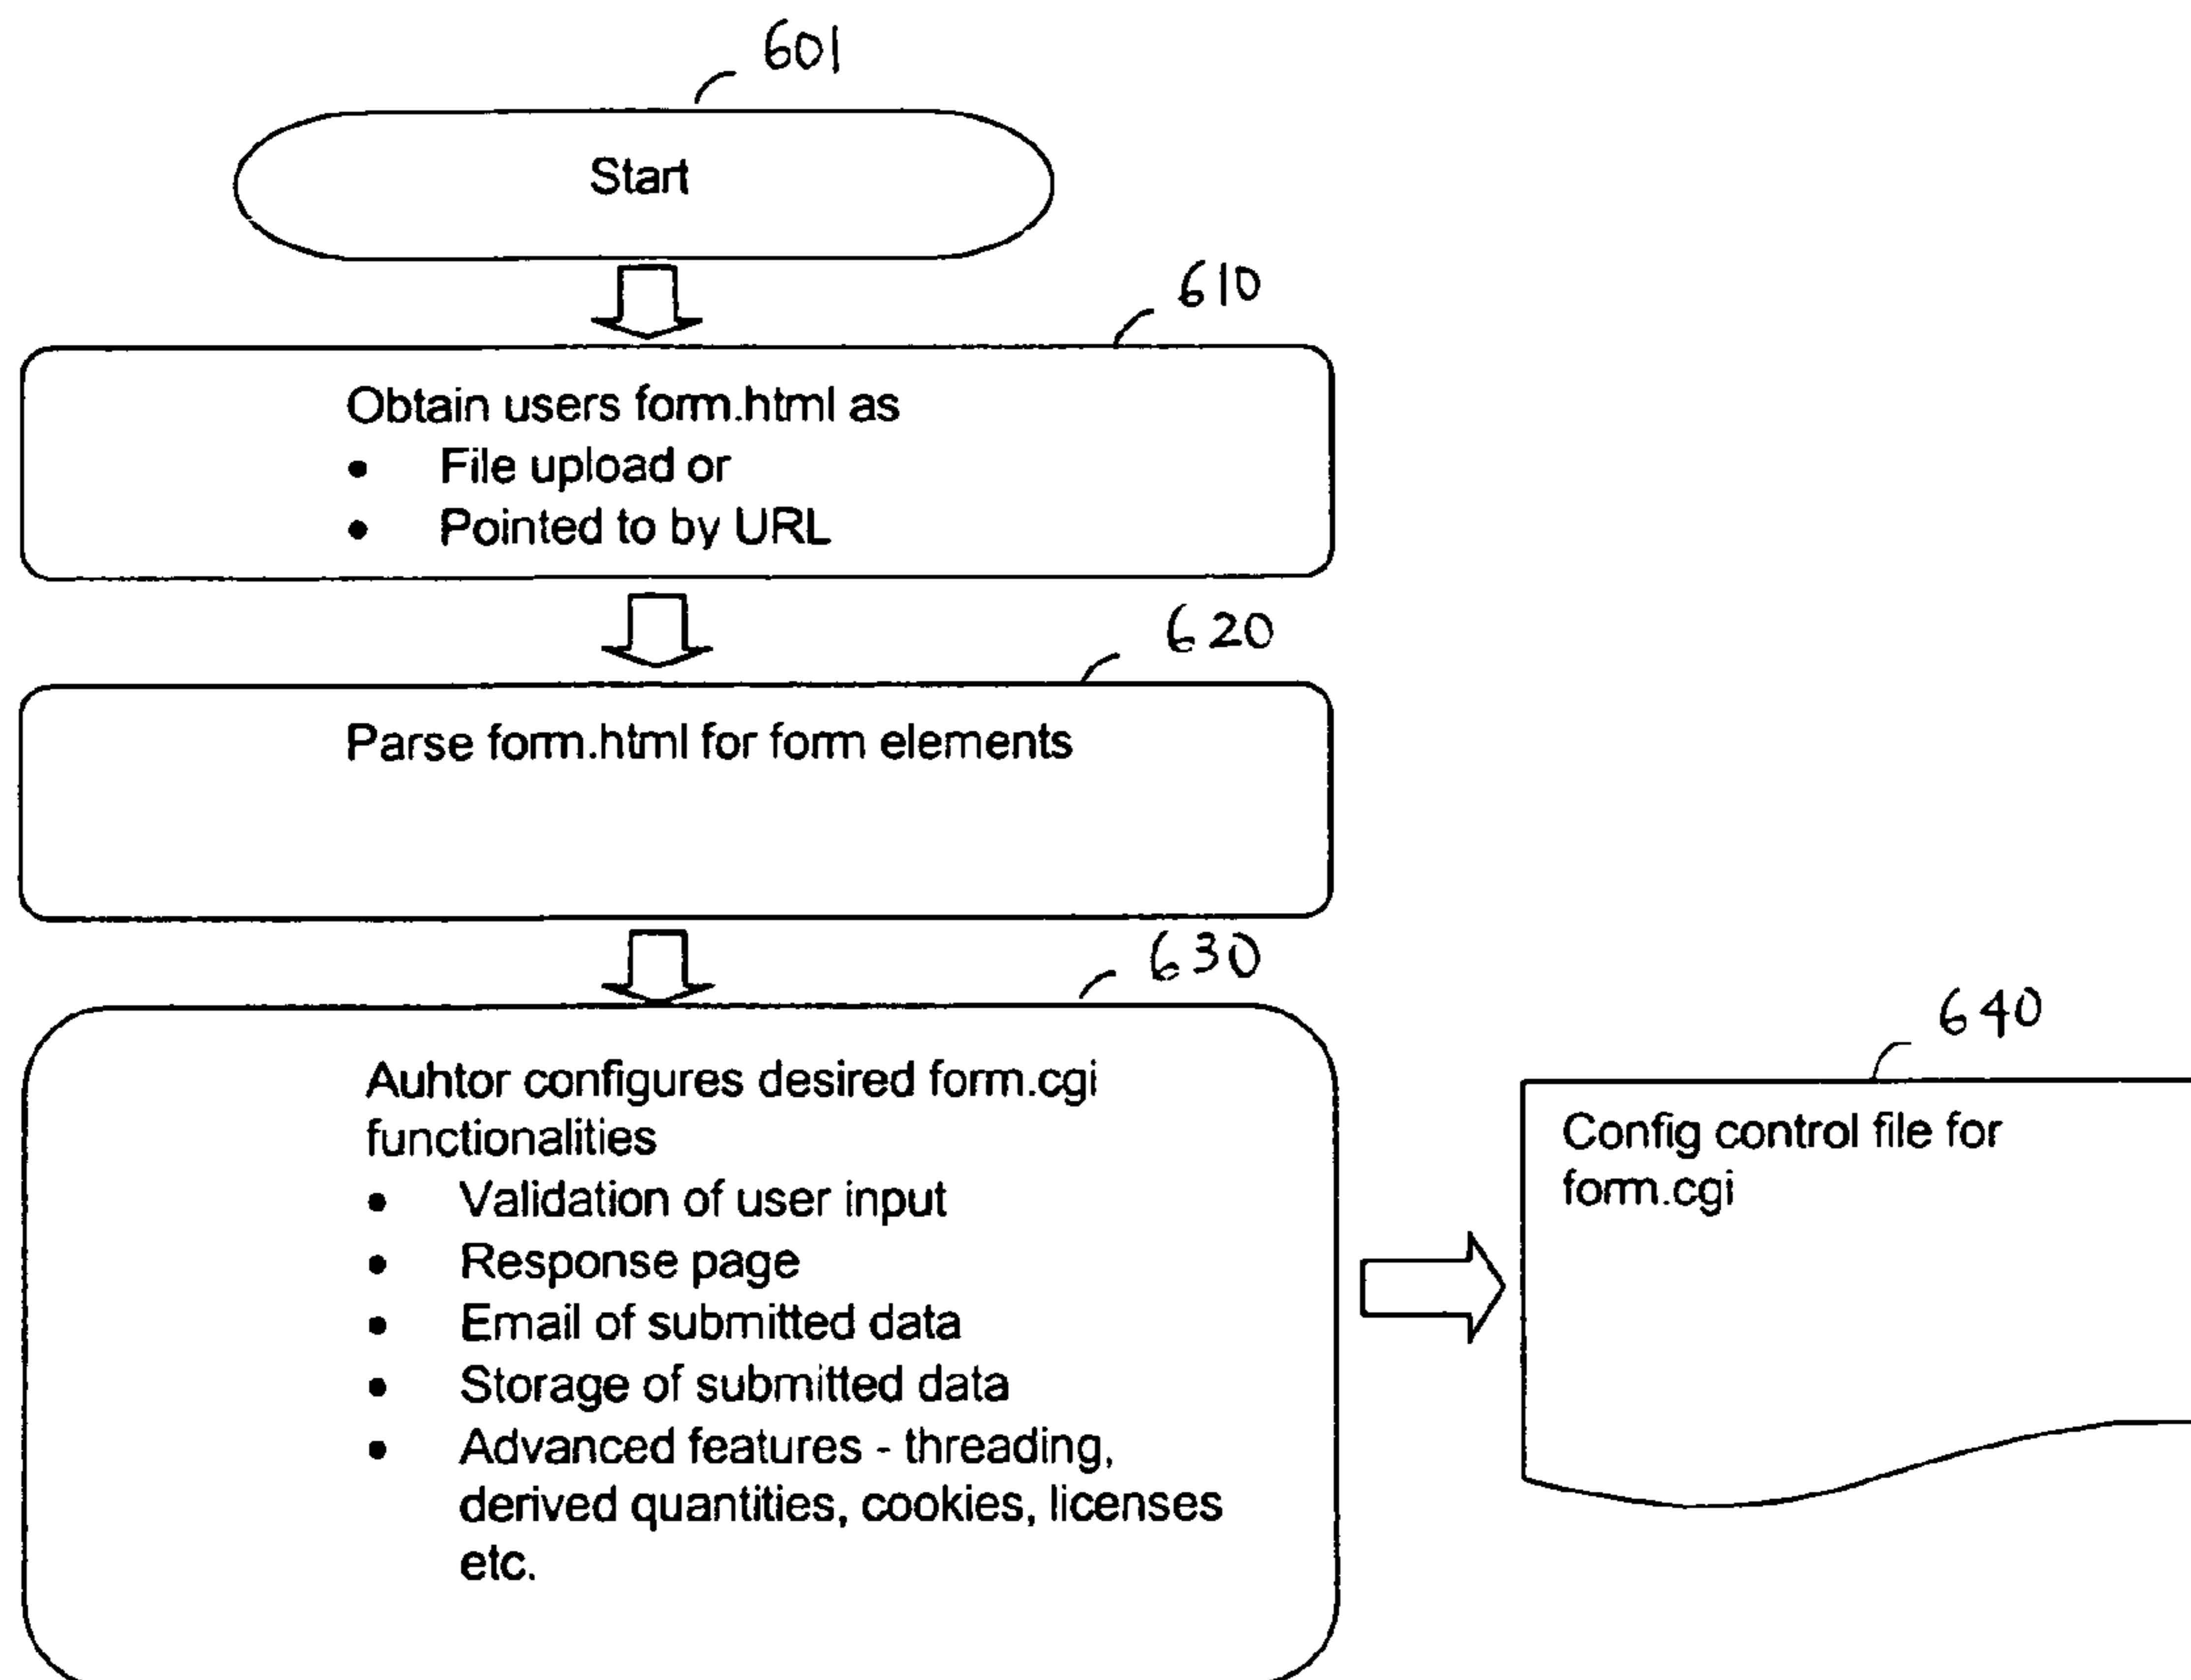 601
Start
610
Obtain users form.html as
• File upload or
• Pointed to by URL
620
Parse form.html for form elements
630
Auhtor configures desired form.cgi
functionalities
• Validation of user input
• Response page
• Email of submitted data
• Storage of submitted data
• Advanced features - threading,
derived quantities, cookies, licenses
etc.
640
Config control file for
form.cgi